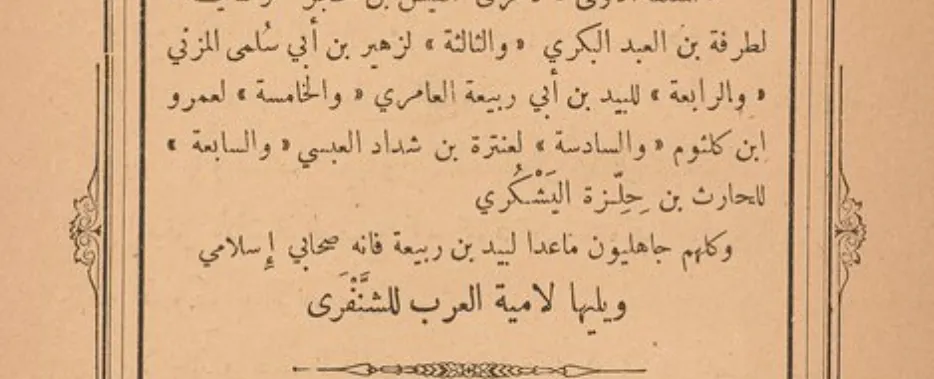 لطرفة بن العبد البكري « والثالثة » لزهير بن أبي سُلمى المزني
« والرابعة » للبيد بن أبي ربيعة العامري « والخامسة » لعمرو
ابن كلثوم « والسادسة » لعنترة بن شداد العبسي « والسابعة »
للحارث بن حِلِّزة اليَشْكُري
وكلهم جاهليون ماعدا لبيد بن ربيعة فانه صحابي إسلامي
ويليها لامية العرب للشَّنْفَرَى